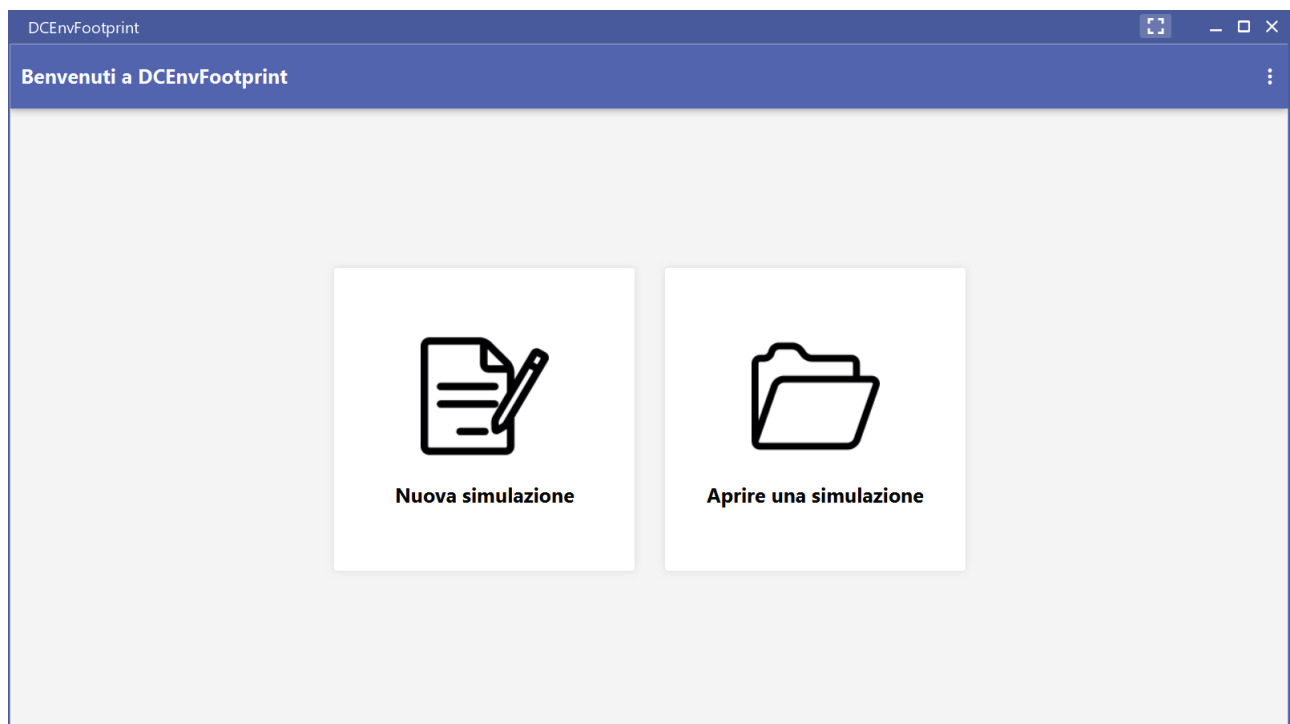 DCEnvFootprint
Benvenuti a DCEnvFootprint
Nuova simulazione
Aprire una simulazione